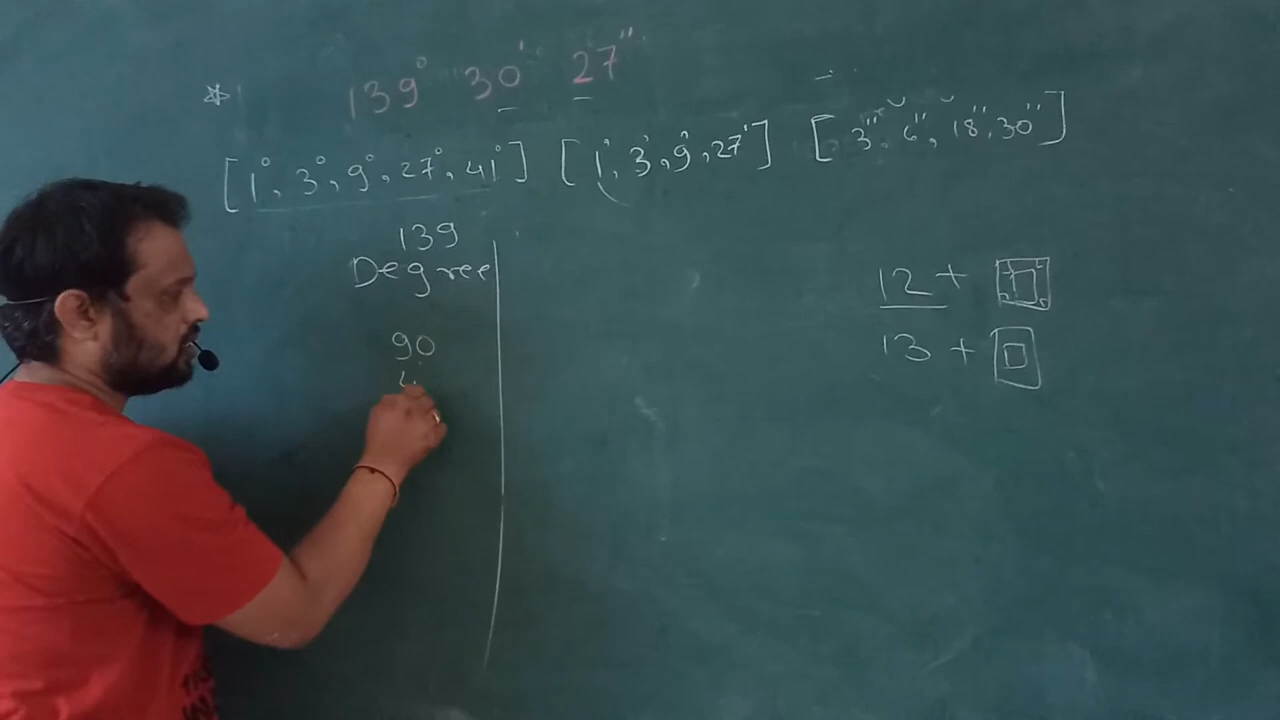 ☆ 139° 30' 27''
[1°, 3°, 9°, 27°, 41°] [1', 3', 9', 27'] [3'', 6'', 18'', 30'']
139
Degree
90
12 +
13 +